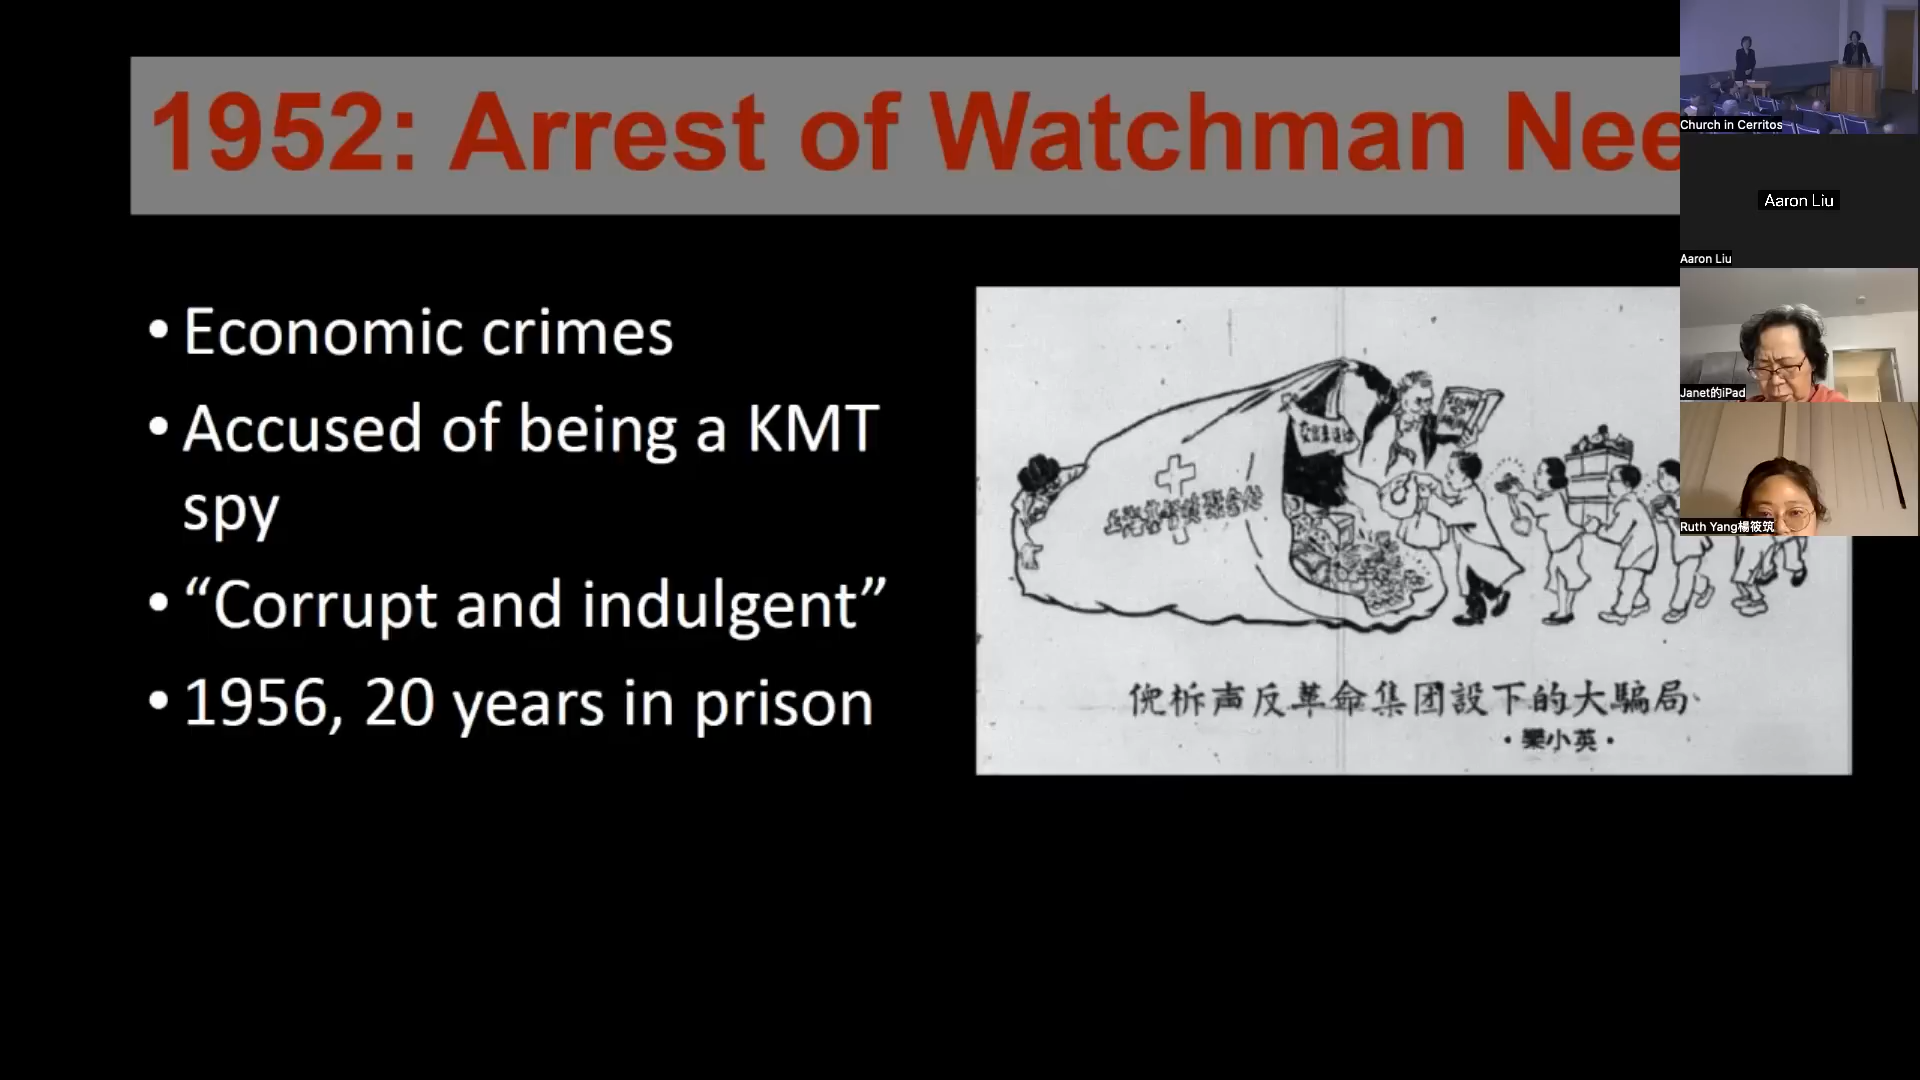 1952: Arrest of Watchman Nee
• Economic crimes
• Accused of being a KMT
spy
• “Corrupt and indulgent”
• 1956, 20 years in prison
倪柝声反革命集团設下的大騙局
·欒小英·
Church in Cerritos
Aaron Liu
Aaron Liu
Janet的iPad
Ruth Yang楊筱筑